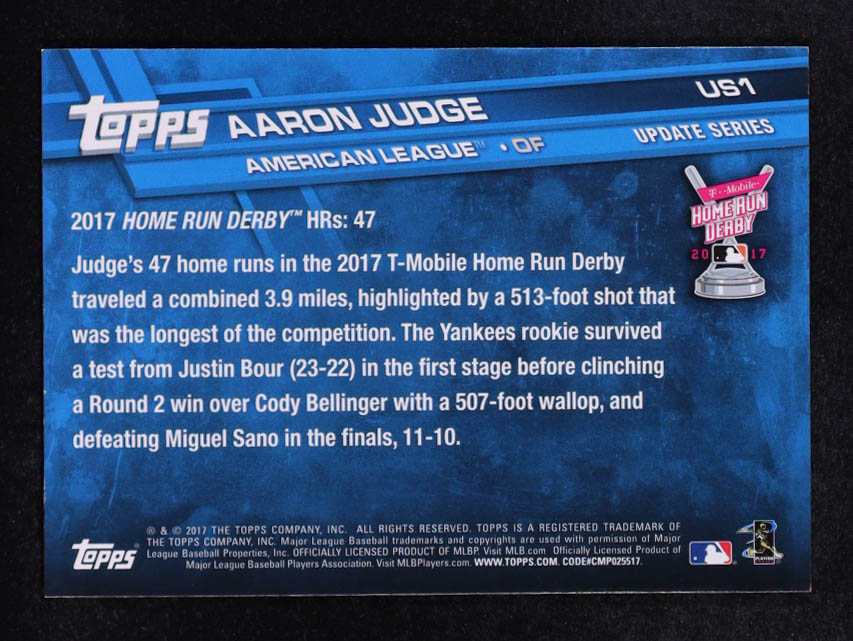 US1
TOPPS AARON JUDGE
AMERICAN LEAGUE™ • OF UPDATE SERIES
T-Mobile
HOME RUN
DERBY
2017
2017 HOME RUN DERBY™ HRs: 47
Judge's 47 home runs in the 2017 T-Mobile Home Run Derby
traveled a combined 3.9 miles, highlighted by a 513-foot shot that
was the longest of the competition. The Yankees rookie survived
a test from Justin Bour (23-22) in the first stage before clinching
a Round 2 win over Cody Bellinger with a 507-foot wallop, and
defeating Miguel Sano in the finals, 11-10.
TOPPS
® & © 2017 THE TOPPS COMPANY, INC. ALL RIGHTS RESERVED. TOPPS IS A REGISTERED TRADEMARK OF
THE TOPPS COMPANY, INC. Major League Baseball trademarks and copyrights are used with permission of Major
League Baseball Properties, Inc. OFFICIALLY LICENSED PRODUCT OF MLBP. Visit MLB.com Officially Licensed Product of
Major League Baseball Players Association. Visit MLBPlayers.com. WWW.TOPPS.COM. CODE#CMP025517.